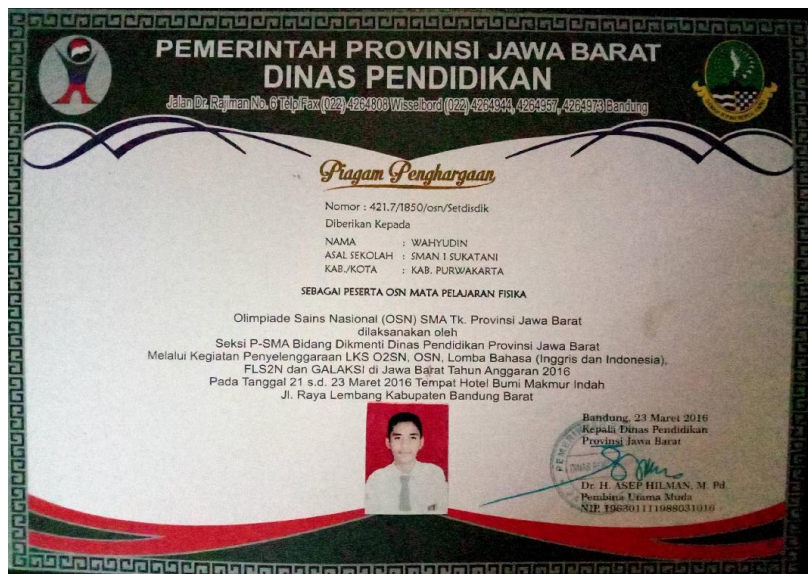 PEMERINTAH PROVINSI JAWA BARAT
DINAS PENDIDIKAN
Jalan Dr. Rajiman No. 6 Telp/Fax (022) 4264808 Wisselbord (022) 4264944, 4264957, 4264973 Bandung
Piagam Penghargaan
Nomor : 421.7/1850/osn/Setdisdik
Diberikan Kepada
NAMA : WAHYUDIN
ASAL SEKOLAH : SMAN 1 SUKATANI
KAB./KOTA : KAB. PURWAKARTA
SEBAGAI PESERTA OSN MATA PELAJARAN FISIKA
Olimpiade Sains Nasional (OSN) SMA Tk. Provinsi Jawa Barat
dilaksanakan oleh
Seksi P-SMA Bidang Dikmenti Dinas Pendidikan Provinsi Jawa Barat
Melalui Kegiatan Penyelenggaraan LKS O2SN, OSN, Lomba Bahasa (Inggris dan Indonesia),
FLS2N dan GALAKSI di Jawa Barat Tahun Anggaran 2016
Pada Tanggal 21 s.d. 23 Maret 2016 Tempat Hotel Bumi Makmur Indah
Jl. Raya Lembang Kabupaten Bandung Barat
Bandung, 23 Maret 2016
Kepala Dinas Pendidikan
Provinsi Jawa Barat
Dr. H. ASEP HILMAN, M. Pd
Pembina Utama Muda
NIP. 196301111988031016